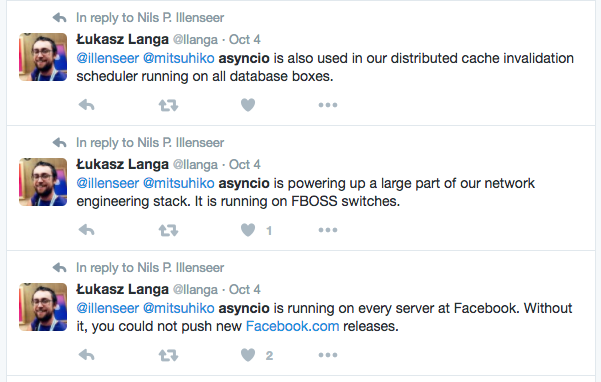 In reply to Nils P. Illenseer
Łukasz Langa @llanga · Oct 4
@illenseer @mitsuhiko asyncio is also used in our distributed cache invalidation
scheduler running on all database boxes.
In reply to Nils P. Illenseer
Łukasz Langa @llanga · Oct 4
@illenseer @mitsuhiko asyncio is powering up a large part of our network
engineering stack. It is running on FBOSS switches.
1
In reply to Nils P. Illenseer
Łukasz Langa @llanga · Oct 4
@illenseer @mitsuhiko asyncio is running on every server at Facebook. Without
it, you could not push new Facebook.com releases.
2